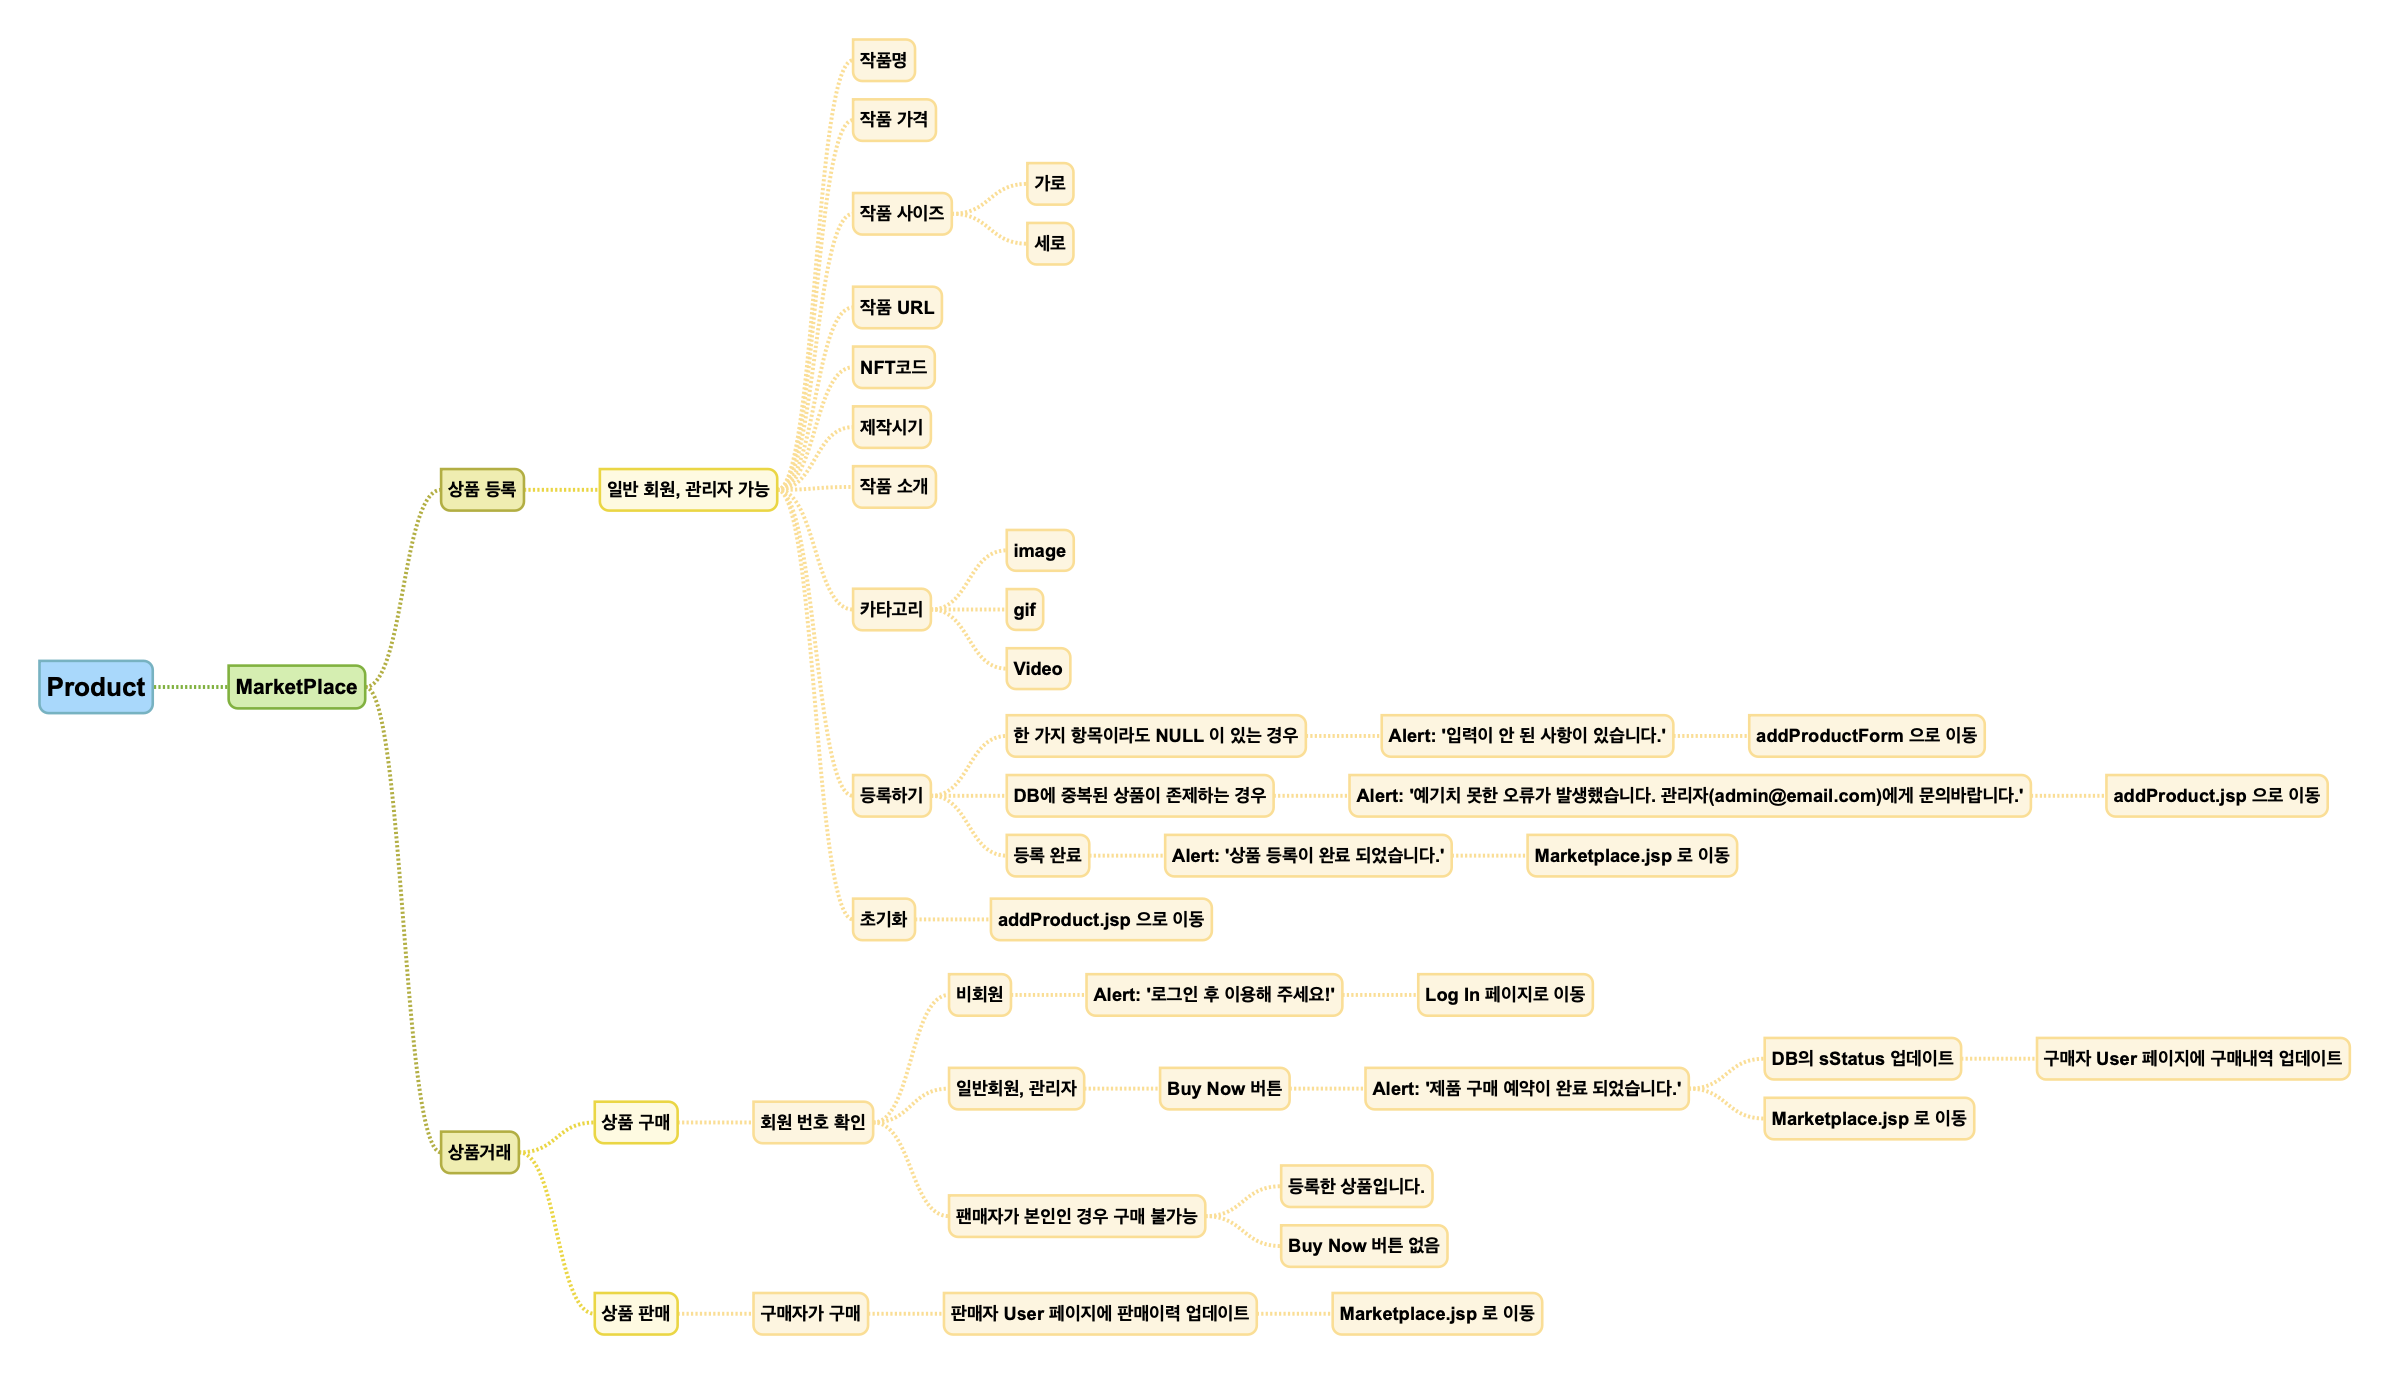 Product
MarketPlace
상품 등록
일반 회원, 관리자 가능
작품명
작품 가격
작품 사이즈
가로
세로
작품 URL
NFT코드
제작시기
작품 소개
카타고리
image
gif
Video
등록하기
한 가지 항목이라도 NULL 이 있는 경우
Alert: '입력이 안 된 사항이 있습니다.'
addProductForm 으로 이동
DB에 중복된 상품이 존제하는 경우
Alert: '예기치 못한 오류가 발생했습니다. 관리자(admin@email.com)에게 문의바랍니다.'
addProduct.jsp 으로 이동
등록 완료
Alert: '상품 등록이 완료 되었습니다.'
Marketplace.jsp 로 이동
초기화
addProduct.jsp 으로 이동
상품거래
상품 구매
회원 번호 확인
비회원
Alert: '로그인 후 이용해 주세요!'
Log In 페이지로 이동
일반회원, 관리자
Buy Now 버튼
Alert: '제품 구매 예약이 완료 되었습니다.'
DB의 sStatus 업데이트
구매자 User 페이지에 구매내역 업데이트
Marketplace.jsp 로 이동
팬매자가 본인인 경우 구매 불가능
등록한 상품입니다.
Buy Now 버튼 없음
상품 판매
구매자가 구매
판매자 User 페이지에 판매이력 업데이트
Marketplace.jsp 로 이동